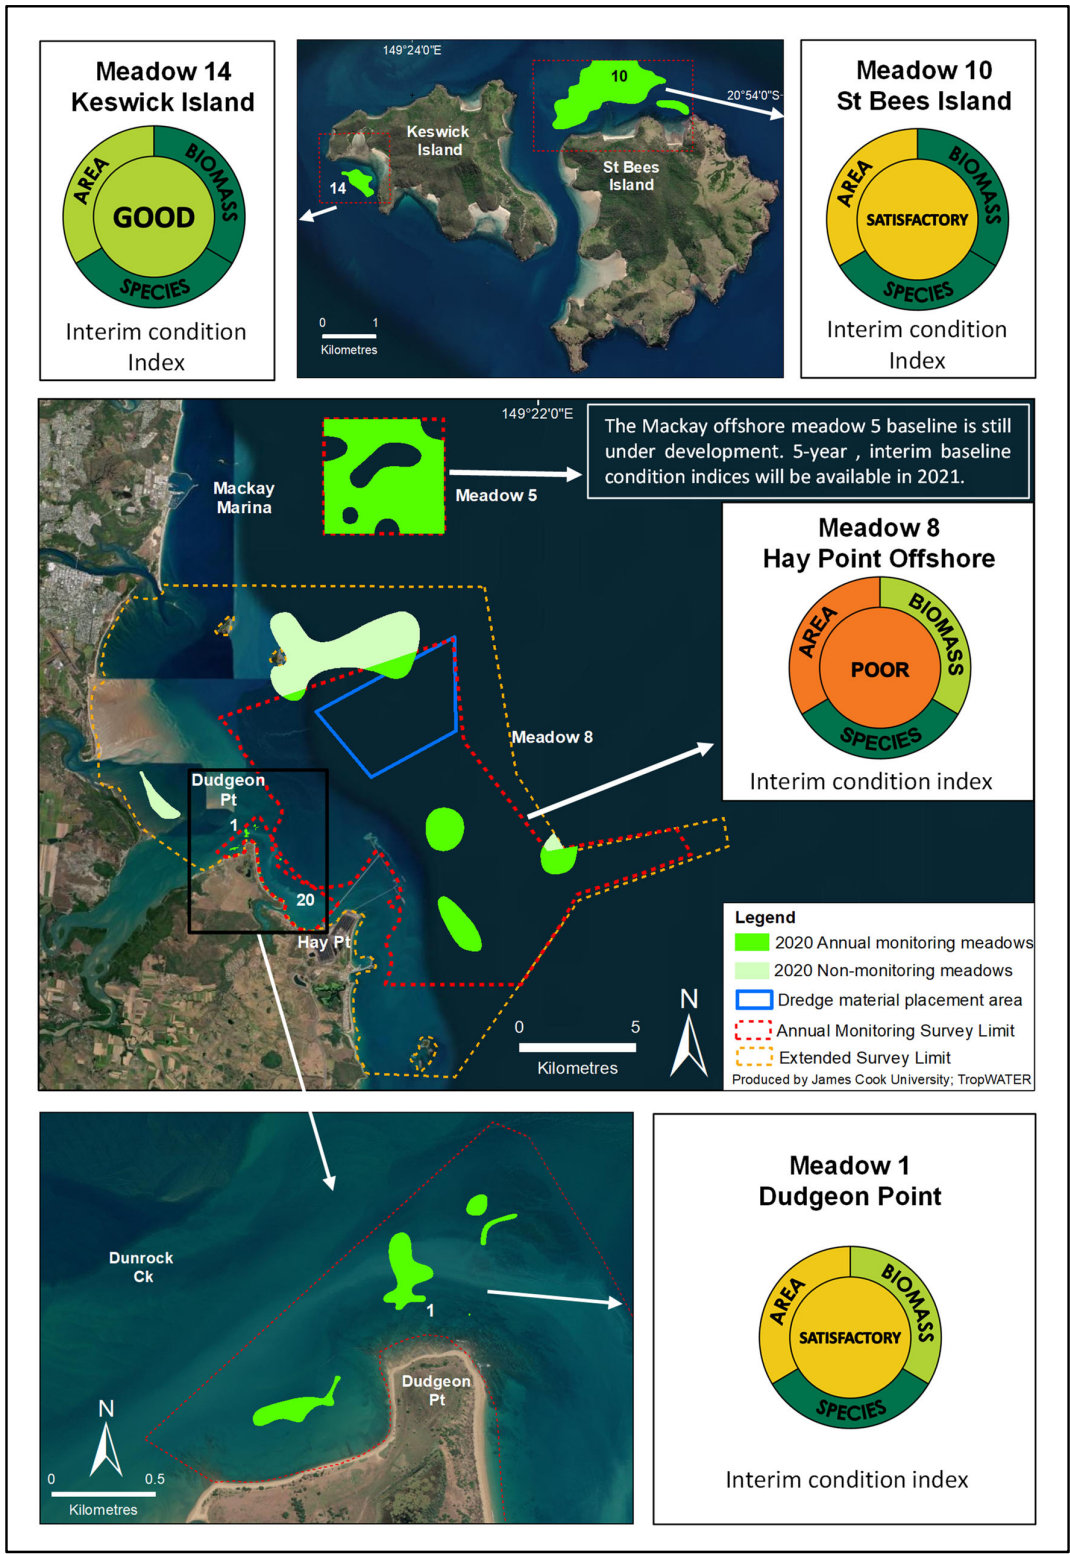 Meadow 14
Keswick Island
AREA
BIOMASS
SPECIES
GOOD
Interim condition
Index
149°24'0"E
10
20°54'0"S
Keswick
Island
St Bees
Island
14
0 1
Kilometres
Meadow 10
St Bees Island
AREA
BIOMASS
SPECIES
SATISFACTORY
Interim condition
Index
149°22'0"E
The Mackay offshore meadow 5 baseline is still
under development. 5-year , interim baseline
condition indices will be available in 2021.
Mackay
Marina
Meadow 5
Meadow 8
Hay Point Offshore
AREA
BIOMASS
SPECIES
POOR
Interim condition index
Meadow 8
Dudgeon
Pt
1
20
Hay Pt
N
0 5
Kilometres
Legend
2020 Annual monitoring meadows
2020 Non-monitoring meadows
Dredge material placement area
Annual Monitoring Survey Limit
Extended Survey Limit
Produced by James Cook University; TropWATER
Dunrock
Ck
1
Dudgeon
Pt
N
0 0.5
Kilometres
Meadow 1
Dudgeon Point
AREA
BIOMASS
SPECIES
SATISFACTORY
Interim condition index